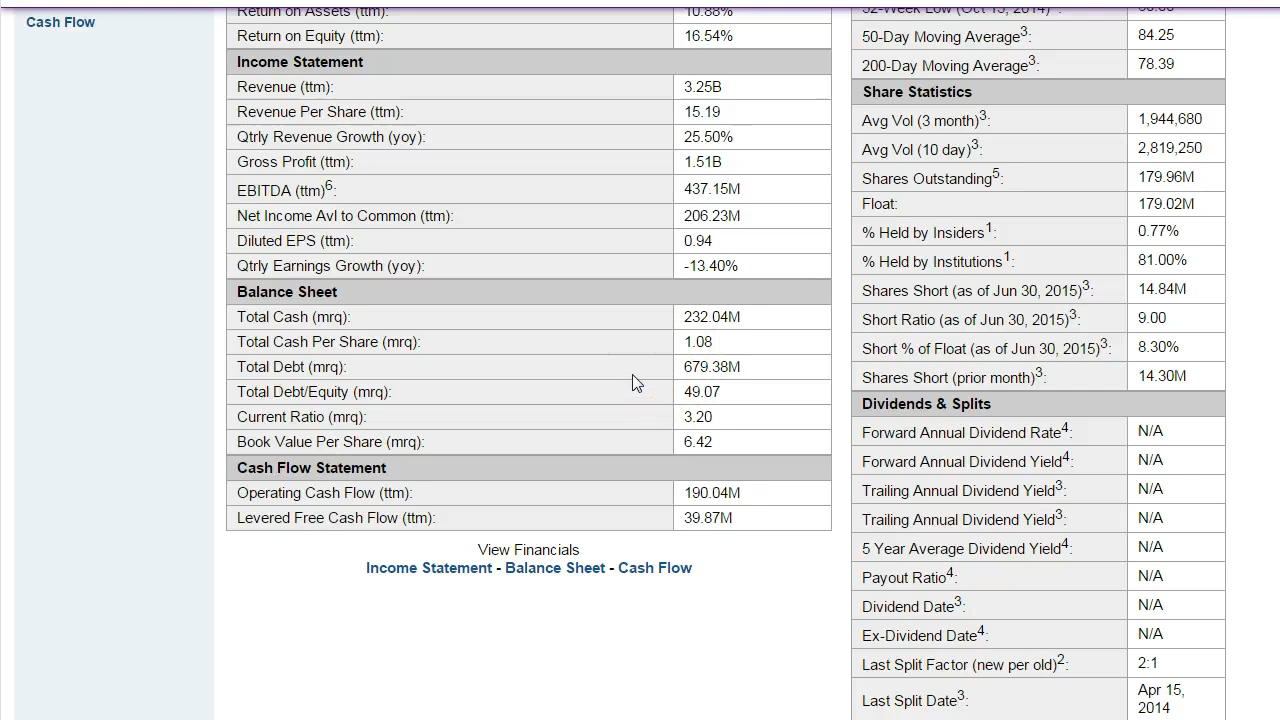 Cash Flow
Return on Assets (ttm): 10.88%
Return on Equity (ttm): 16.54%
Income Statement
Revenue (ttm): 3.25B
Revenue Per Share (ttm): 15.19
Qtrly Revenue Growth (yoy): 25.50%
Gross Profit (ttm): 1.51B
EBITDA (ttm)6: 437.15M
Net Income Avl to Common (ttm): 206.23M
Diluted EPS (ttm): 0.94
Qtrly Earnings Growth (yoy): -13.40%
Balance Sheet
Total Cash (mrq): 232.04M
Total Cash Per Share (mrq): 1.08
Total Debt (mrq): 679.38M
Total Debt/Equity (mrq): 49.07
Current Ratio (mrq): 3.20
Book Value Per Share (mrq): 6.42
Cash Flow Statement
Operating Cash Flow (ttm): 190.04M
Levered Free Cash Flow (ttm): 39.87M
View Financials
Income Statement - Balance Sheet - Cash Flow
52-Week Low (Oct 15, 2014)
50-Day Moving Average3: 84.25
200-Day Moving Average3: 78.39
Share Statistics
Avg Vol (3 month)3: 1,944,680
Avg Vol (10 day)3: 2,819,250
Shares Outstanding5: 179.96M
Float: 179.02M
% Held by Insiders1: 0.77%
% Held by Institutions1: 81.00%
Shares Short (as of Jun 30, 2015)3: 14.84M
Short Ratio (as of Jun 30, 2015)3: 9.00
Short % of Float (as of Jun 30, 2015)3: 8.30%
Shares Short (prior month)3: 14.30M
Dividends & Splits
Forward Annual Dividend Rate4: N/A
Forward Annual Dividend Yield4: N/A
Trailing Annual Dividend Yield3: N/A
Trailing Annual Dividend Yield3: N/A
5 Year Average Dividend Yield4: N/A
Payout Ratio4: N/A
Dividend Date3: N/A
Ex-Dividend Date4: N/A
Last Split Factor (new per old)2: 2:1
Last Split Date3: Apr 15,
2014